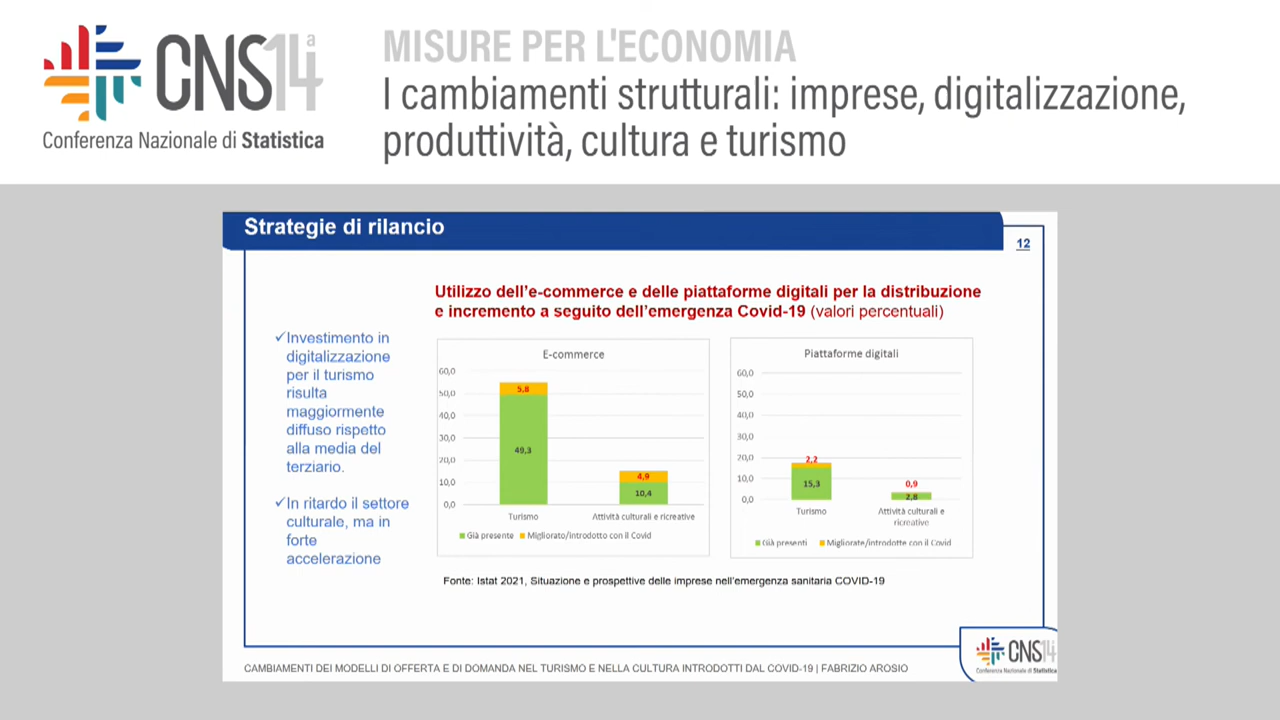 CNS14a
Conferenza Nazionale di Statistica
MISURE PER L'ECONOMIA
I cambiamenti strutturali: imprese, digitalizzazione,
produttività, cultura e turismo
Strategie di rilancio
12
Utilizzo dell'e-commerce e delle piattaforme digitali per la distribuzione
e incremento a seguito dell'emergenza Covid-19 (valori percentuali)
✓Investimento in
digitalizzazione
per il turismo
risulta
maggiormente
diffuso rispetto
alla media del
terziario.
✓In ritardo il settore
culturale, ma in
forte
accelerazione
E-commerce
60,0
50,0
40,0
30,0
20,0
10,0
0,0
5,8
49,3
4,9
10,4
Turismo
Attività culturali e ricreative
Già presente
Migliorato/introdotto con il Covid
Piattaforme digitali
60,0
50,0
40,0
30,0
20,0
10,0
0,0
2,2
15,3
0,9
2,8
Turismo
Attività culturali e
ricreative
Già presenti
Migliorate/introdotte con il Covid
Fonte: Istat 2021, Situazione e prospettive delle imprese nell'emergenza sanitaria COVID-19
CAMBIAMENTI DEI MODELLI DI OFFERTA E DI DOMANDA NEL TURISMO E NELLA CULTURA INTRODOTTI DAL COVID-19 | FABRIZIO AROSIO
CNS14
Conferenza Nazionale di Statistica